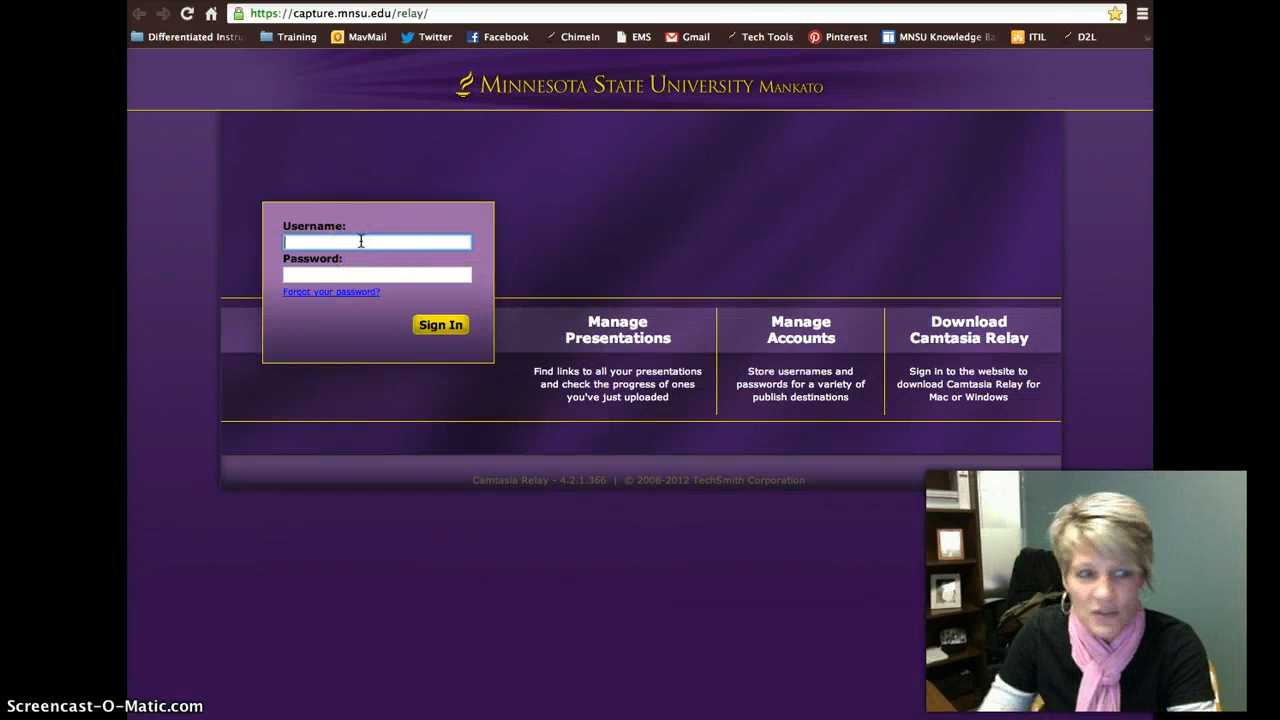 https://capture.mnsu.edu/relay/
Differentiated Instru
Training
MavMail
Twitter
Facebook
ChimeIn
EMS
Gmail
Tech Tools
Pinterest
MNSU Knowledge Ba
ITIL
D2L
»
MINNESOTA STATE UNIVERSITY MANKATO
Username:
Password:
Forgot your password?
Sign In
Manage
Presentations
Find links to all your presentations
and check the progress of ones
you've just uploaded
Manage
Accounts
Store usernames and
passwords for a variety of
publish destinations
Download
Camtasia Relay
Sign in to the website to
download Camtasia Relay for
Mac or Windows
Camtasia Relay - 4.2.1.366 | © 2008-2012 TechSmith Corporation
Screencast-O-Matic.com